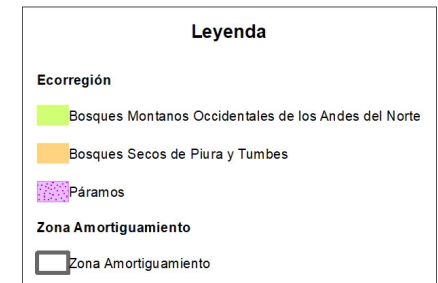 Leyenda
Ecorregión
Bosques Montanos Occidentales de los Andes del Norte
Bosques Secos de Piura y Tumbes
Páramos
Zona Amortiguamiento
Zona Amortiguamiento